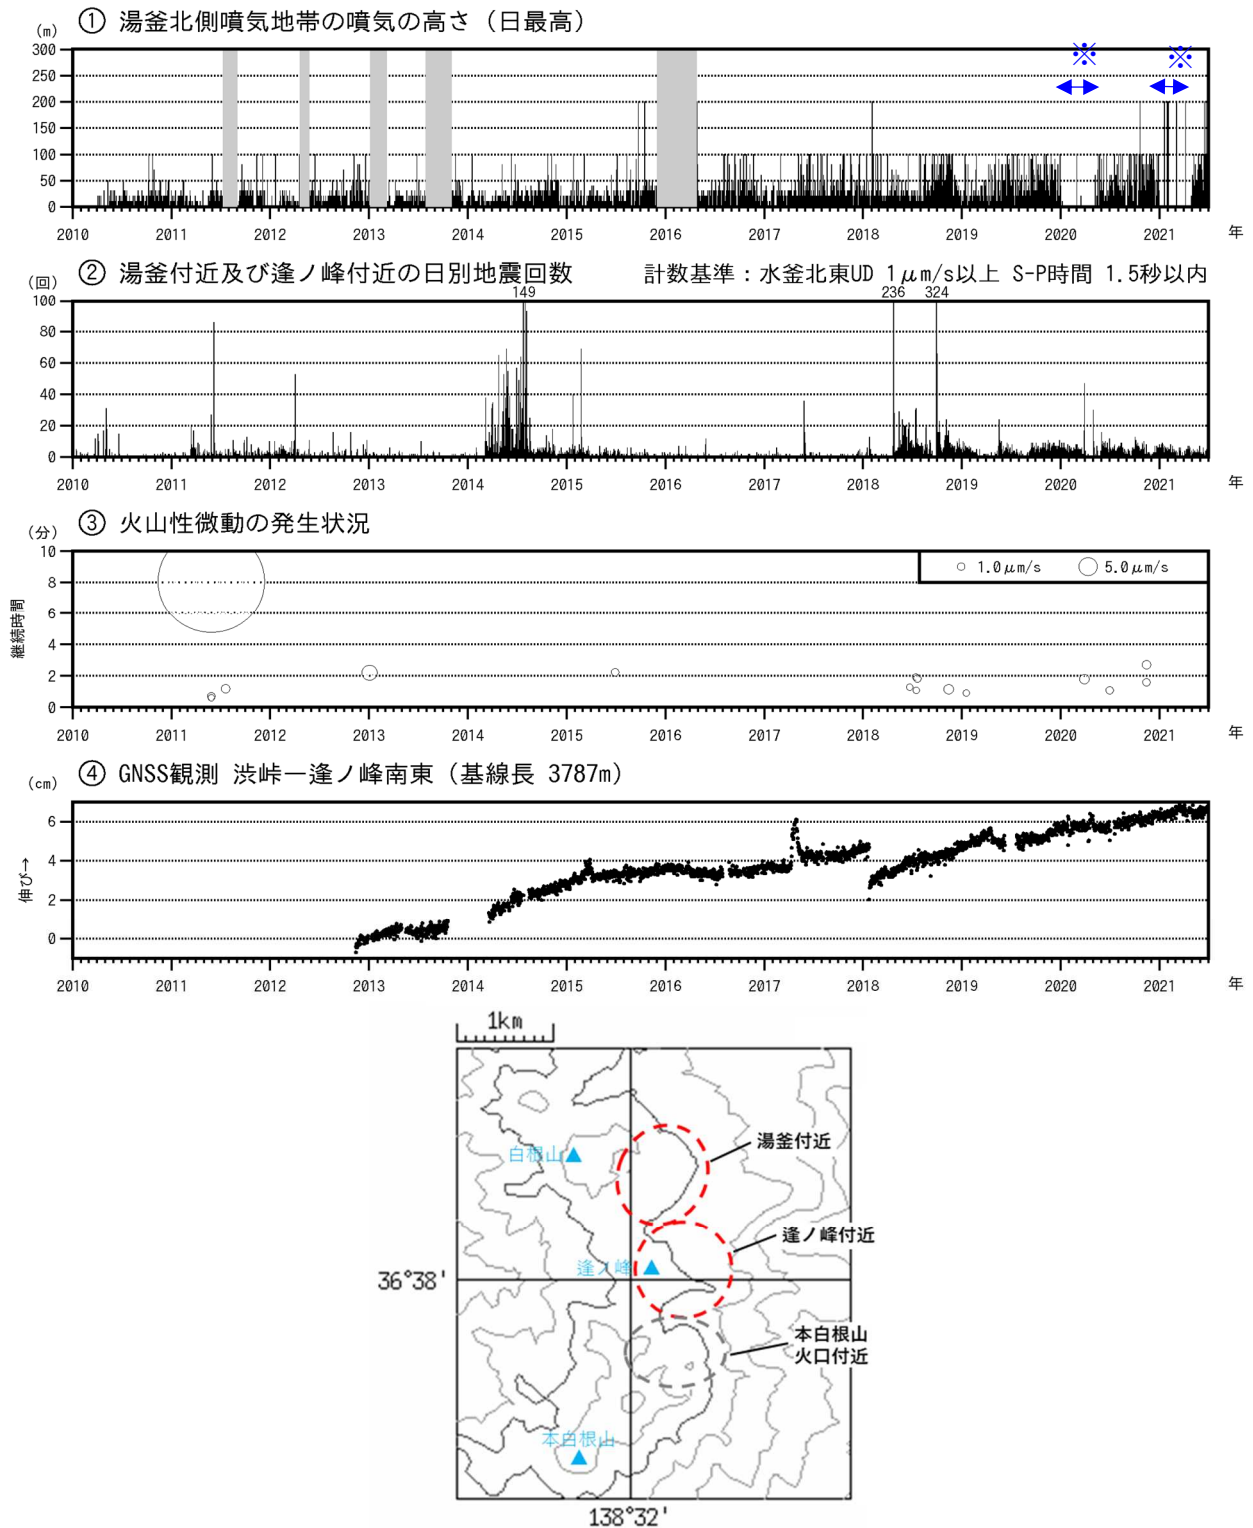 ① 湯釜北側噴気地帯の噴気の高さ（日最高）
（m）
300
250
200
150
100
50
0
※ ※
2010 2011 2012 2013 2014 2015 2016 2017 2018 2019 2020 2021 年
② 湯釜付近及び逢ノ峰付近の日別地震回数 計数基準：水釜北東UD 1μm/s以上 S-P時間 1.5秒以内
（回）
149 236 324
100
80
60
40
20
0
2010 2011 2012 2013 2014 2015 2016 2017 2018 2019 2020 2021 年
③ 火山性微動の発生状況
（分）
10
8
6
4
2
0
継続時間
1.0μm/s 5.0μm/s
2010 2011 2012 2013 2014 2015 2016 2017 2018 2019 2020 2021 年
④ GNSS観測 渋峠－逢ノ峰南東（基線長 3787m）
（cm）
6
4
2
0
伸び→
2010 2011 2012 2013 2014 2015 2016 2017 2018 2019 2020 2021 年
1km
湯釜付近
白根山
逢ノ峰付近
逢ノ峰
36°38'
本白根山
火口付近
本白根山
138°32'